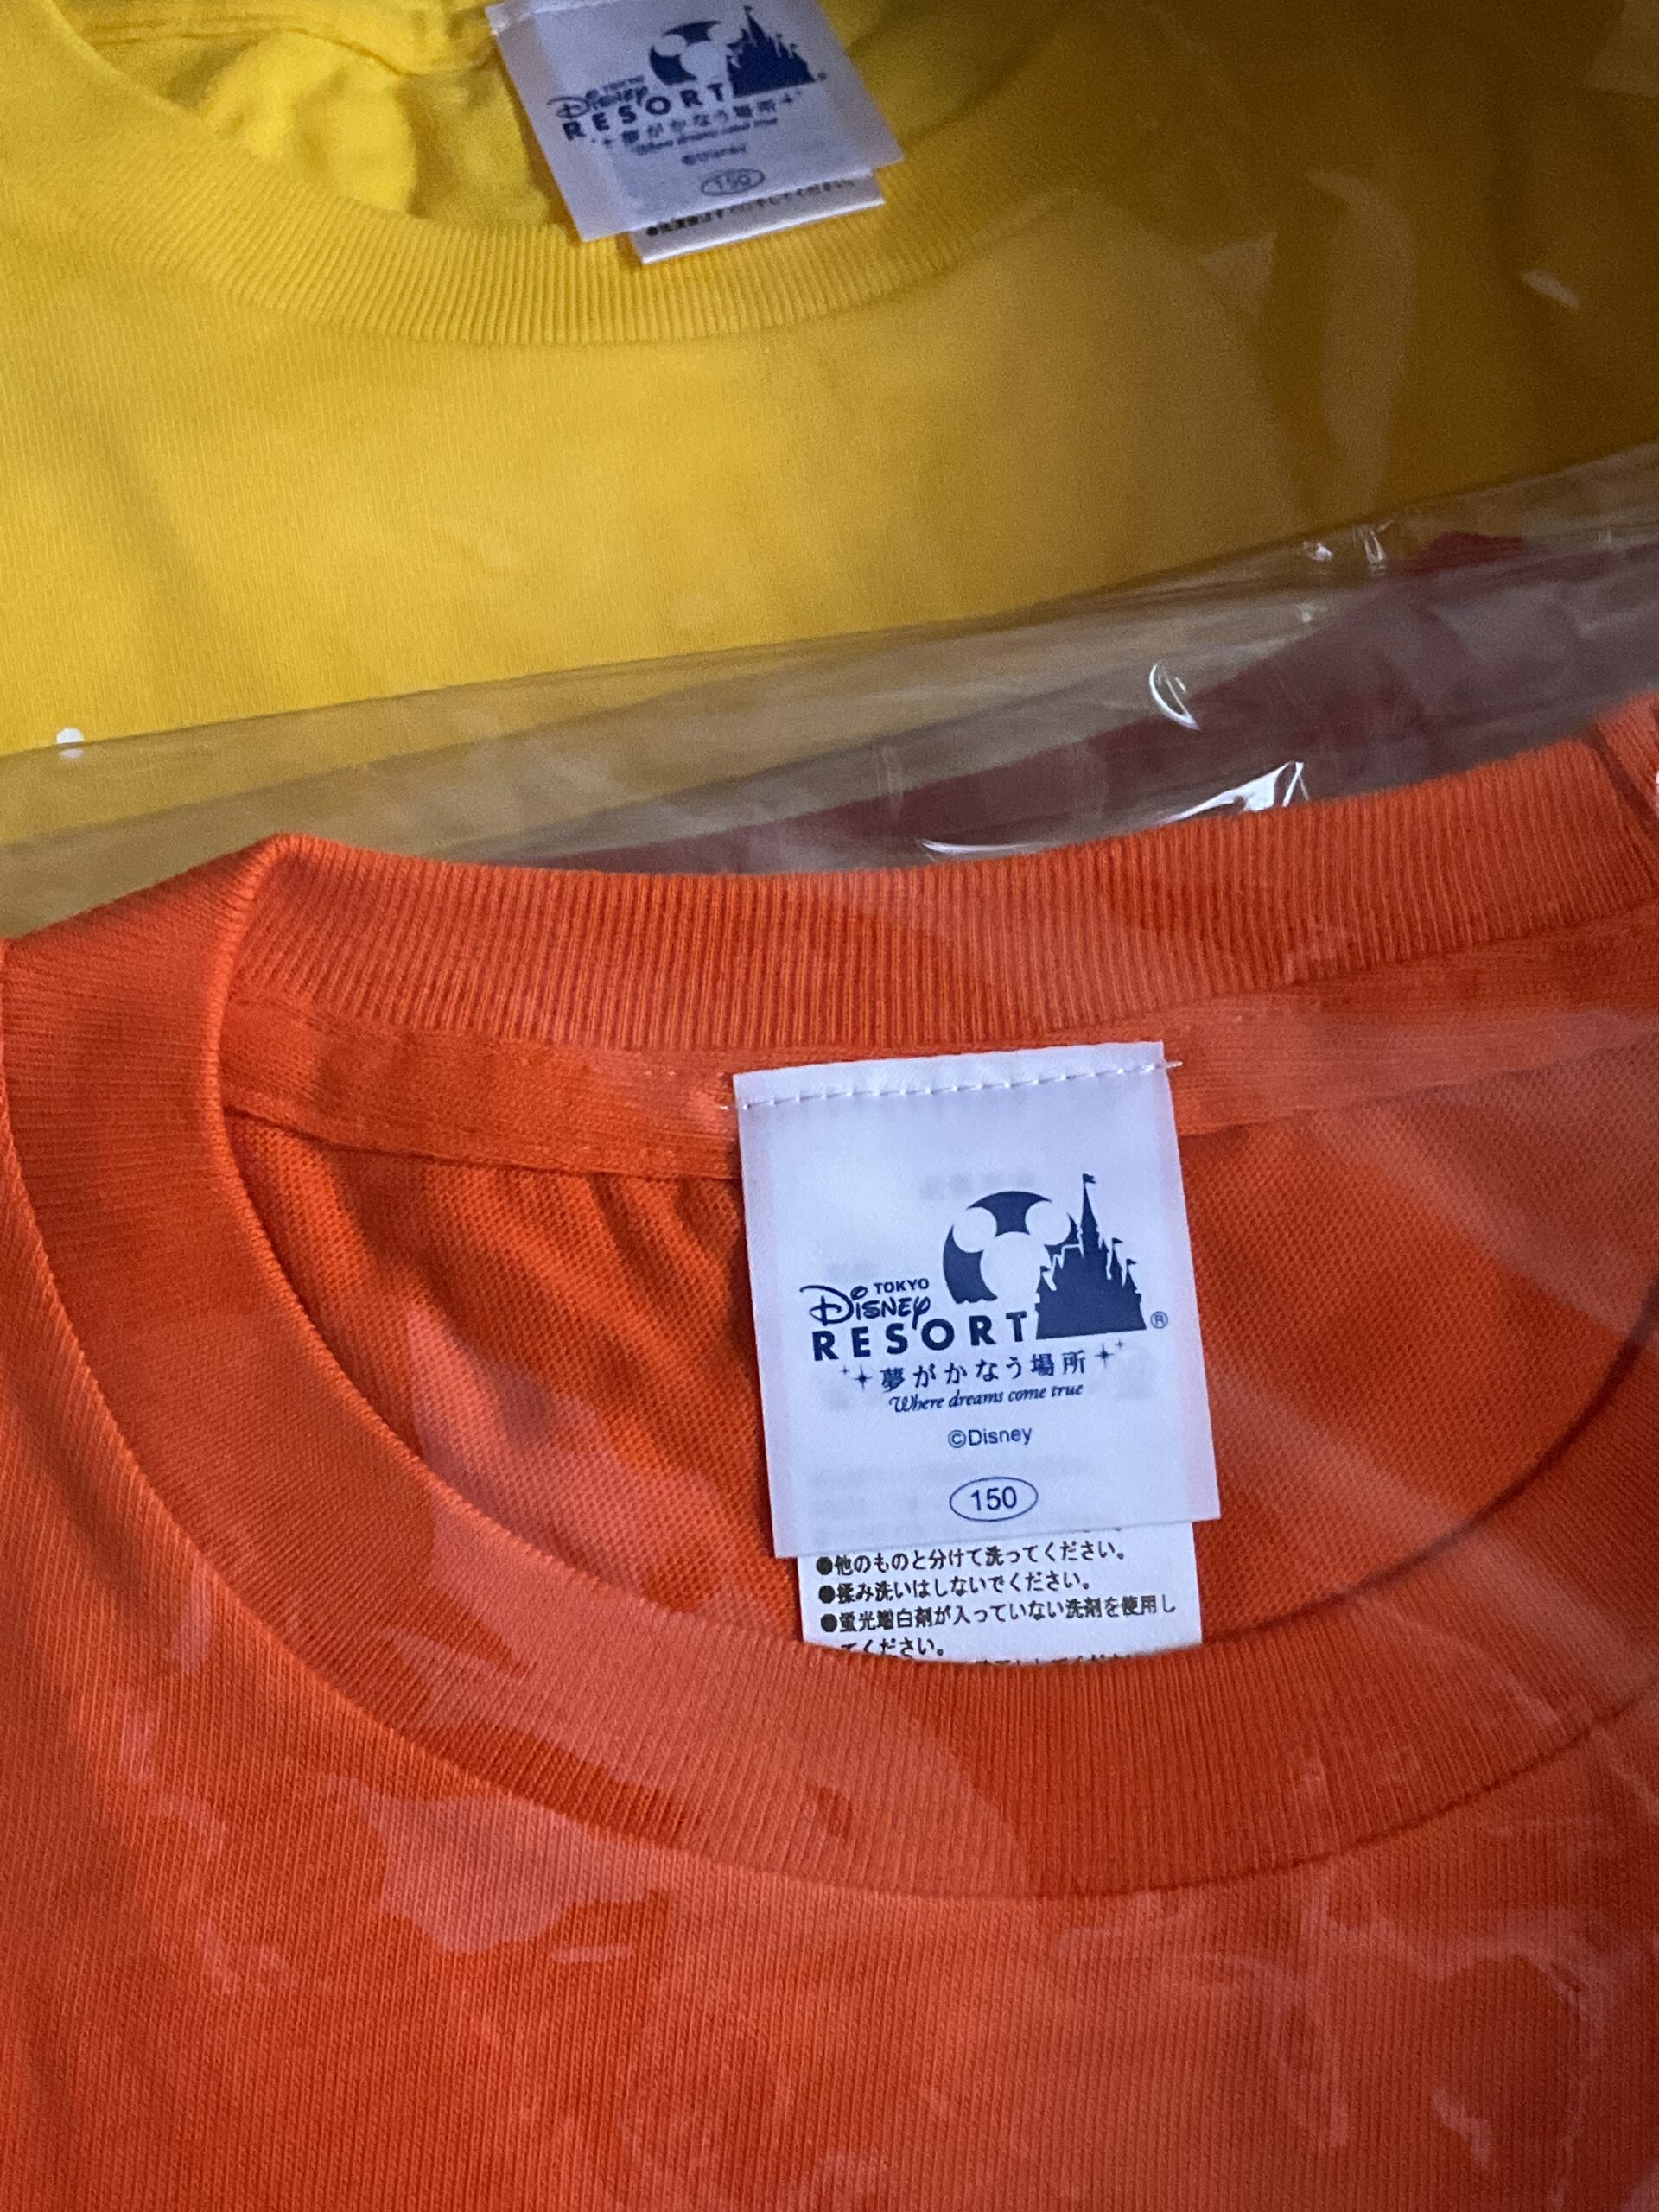 TOKYO
Disney
RESORT
夢がかなう場所
Where dreams come true
©Disney
150
TOKYO
Disney
RESORT®
夢がかなう場所
Where dreams come true
©Disney
150
●他のものと分けて洗ってください。
●揉み洗いはしないでください。
●蛍光増白剤が入っていない洗剤を使用し
てください。